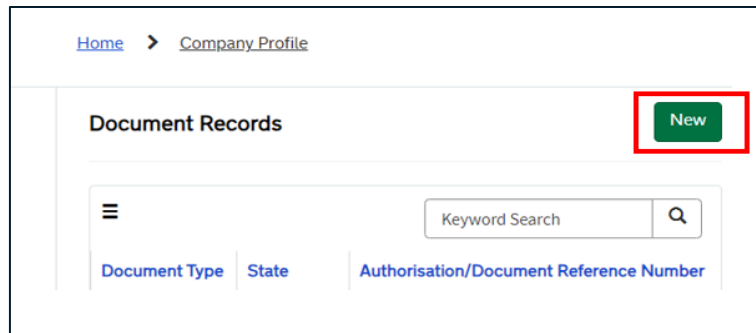 Home > Company Profile
Document Records
New
Keyword Search
Document Type State Authorisation/Document Reference Number